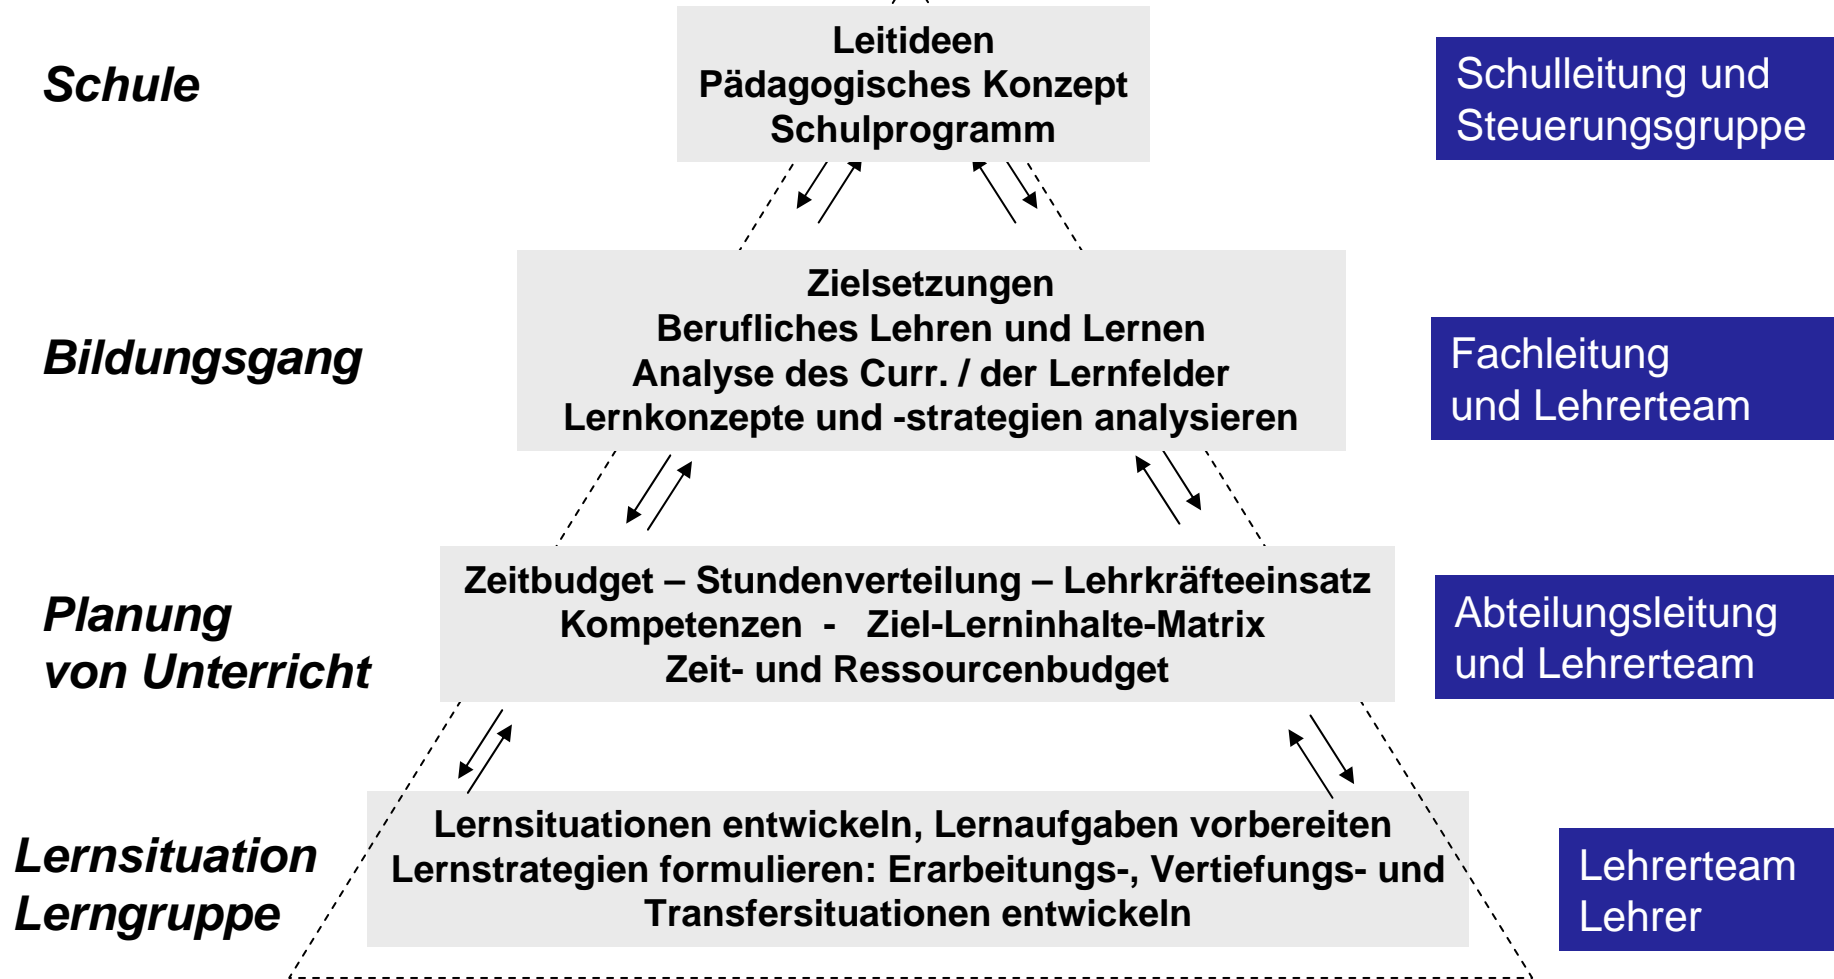 Schule
Leitideen
Pädagogisches Konzept
Schulprogramm
Schulleitung und
Steuerungsgruppe
Bildungsgang
Zielsetzungen
Berufliches Lehren und Lernen
Analyse des Curr. / der Lernfelder
Lernkonzepte und -strategien analysieren
Fachleitung
und Lehrerteam
Planung
von Unterricht
Zeitbudget – Stundenverteilung – Lehrkräfteeinsatz
Kompetenzen - Ziel-Lerninhalte-Matrix
Zeit- und Ressourcenbudget
Abteilungsleitung
und Lehrerteam
Lernsituation
Lerngruppe
Lernsituationen entwickeln, Lernaufgaben vorbereiten
Lernstrategien formulieren: Erarbeitungs-, Vertiefungs- und
Transfersituationen entwickeln
Lehrerteam
Lehrer